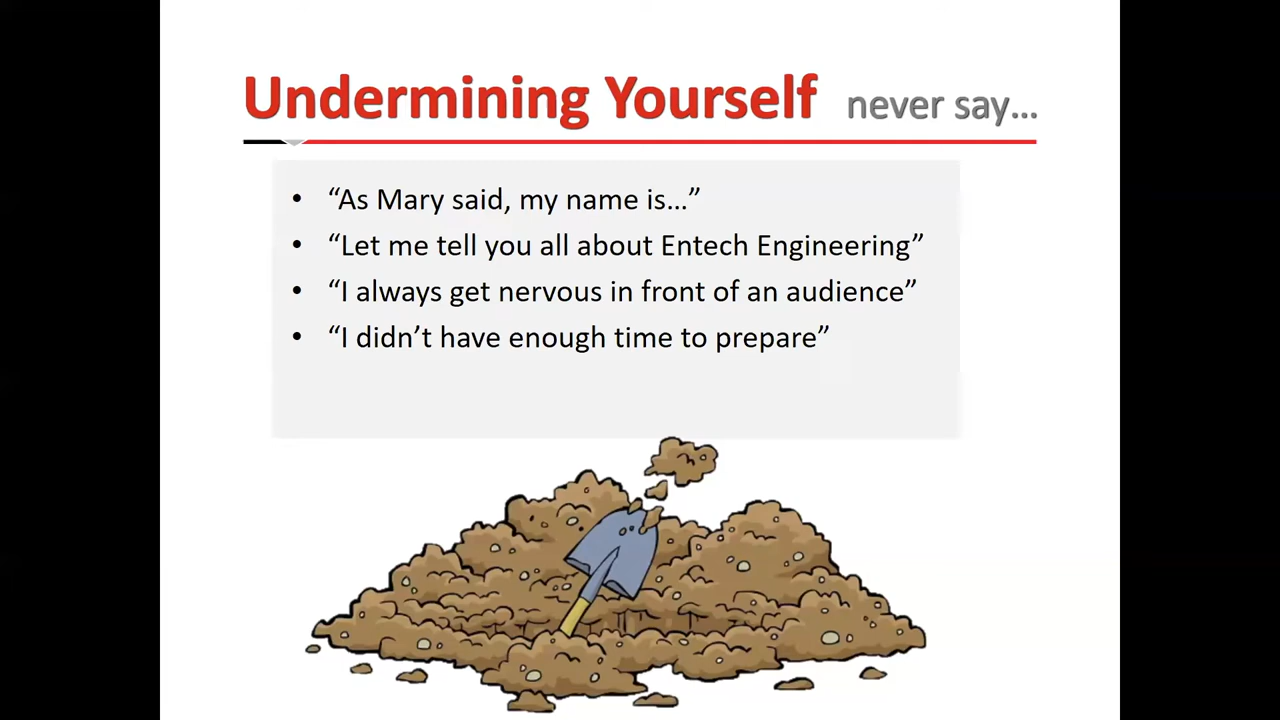 Undermining Yourself never say…
• “As Mary said, my name is…”
• “Let me tell you all about Entech Engineering”
• “I always get nervous in front of an audience”
• “I didn’t have enough time to prepare”